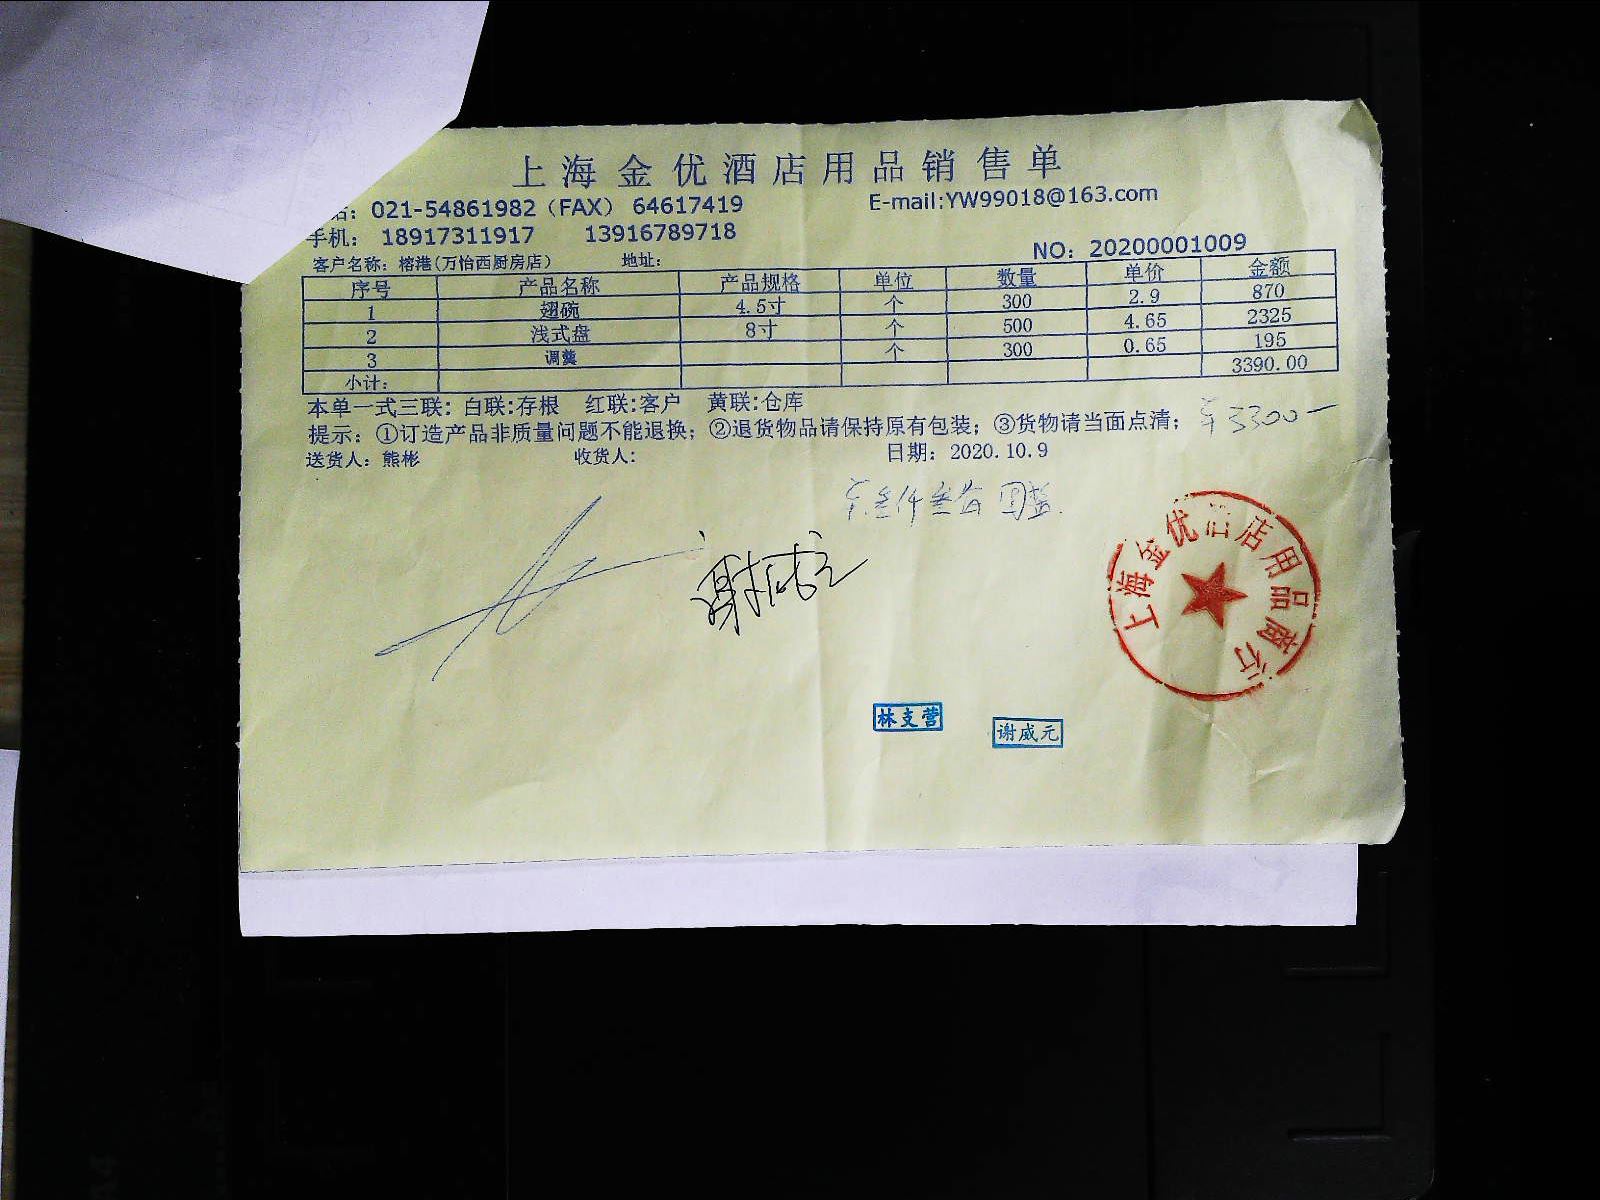 上海金优酒店用品销售单
话：021-54861982（FAX） 64617419 E-mail:YW99018@163.com
手机： 18917311917 13916789718
NO：20200001009
客户名称：榕港(万怡西厨房店） 地址：
序号 产品名称 产品规格 单位 数量 单价 金额
1 翅碗 4.5寸 个 300 2.9 870
2 浅式盘 8寸 个 500 4.65 2325
3 调羹 个 300 0.65 195
小计： 3390.00
本单一式三联：白联:存根 红联:客户 黄联:仓库
提示：①订造产品非质量问题不能退换；②退货物品请保持原有包装；③货物请当面点清；
3300
送货人：熊彬 收货人： 日期：2020.10.9
上海金优酒店用品商行
林支营
谢威元